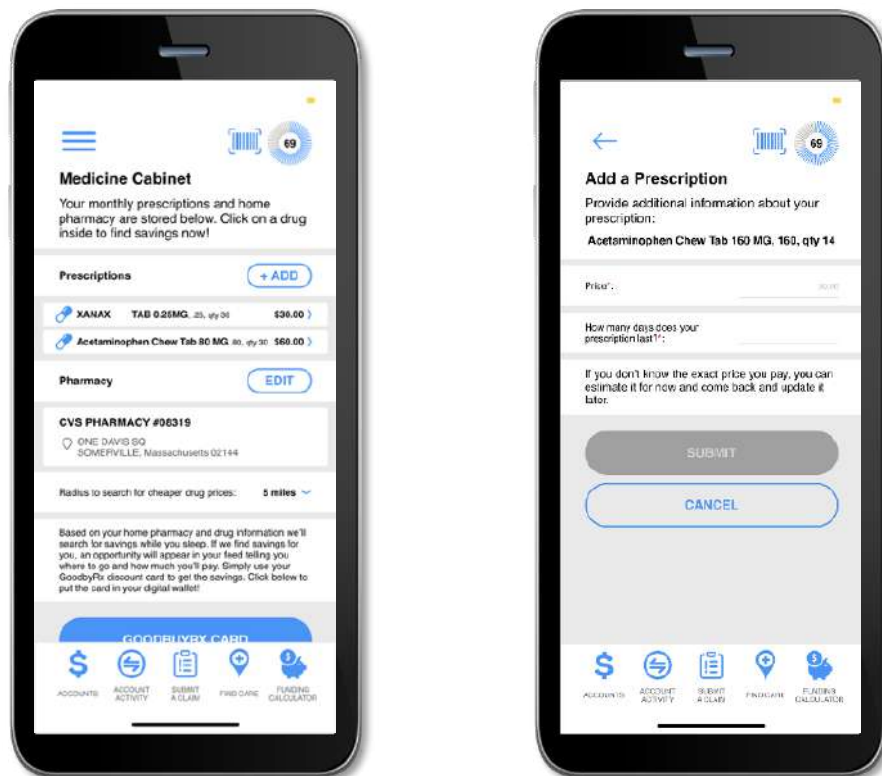 69
Medicine Cabinet
Your monthly prescriptions and home
pharmacy are stored below. Click on a drug
inside to find savings now!
Prescriptions
+ ADD
XANAX TAB 0.25MG, .25, qty 30 $30.00 >
Acetaminophen Chew Tab 80 MG 80, qty 30 $60.00 >
Pharmacy
EDIT
CVS PHARMACY #08319
ONE DAVIS SQ
SOMERVILLE, Massachusetts 02144
Radius to search for cheaper drug prices: 5 miles
Based on your home pharmacy and drug information we'll
search for savings while you sleep. If we find savings for
you, an opportunity will appear in your feed telling you
where to go and how much you'll pay. Simply use your
GoodbyRx discount card to get the savings. Click below to
put the card in your digital wallet!
GOODBUYRX CARD
ACCOUNTS
ACCOUNT
ACTIVITY
SUBMIT
A CLAIM
FIND CARE
FUNDING
CALCULATOR
69
Add a Prescription
Provide additional information about your
prescription:
Acetaminophen Chew Tab 160 MG, 160, qty 14
Price*:
How many days does your
prescription last?*:
If you don't know the exact price you pay, you can
estimate it for now and come back and update it
later.
SUBMIT
CANCEL
ACCOUNTS
ACCOUNT
ACTIVITY
SUBMIT
A CLAIM
FIND CARE
FUNDING
CALCULATOR